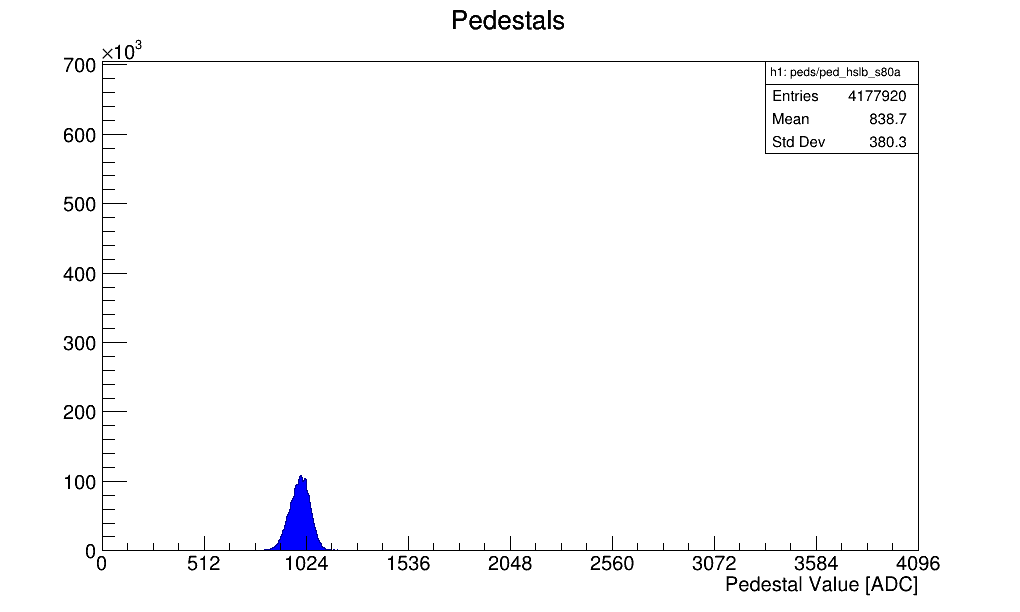 Pedestals
×10³
h1: peds/ped_hslb_s80a
Entries 4177920
Mean 838.7
Std Dev 380.3
700
600
500
400
300
200
100
0
0 512 1024 1536 2048 2560 3072 3584 4096
Pedestal Value [ADC]